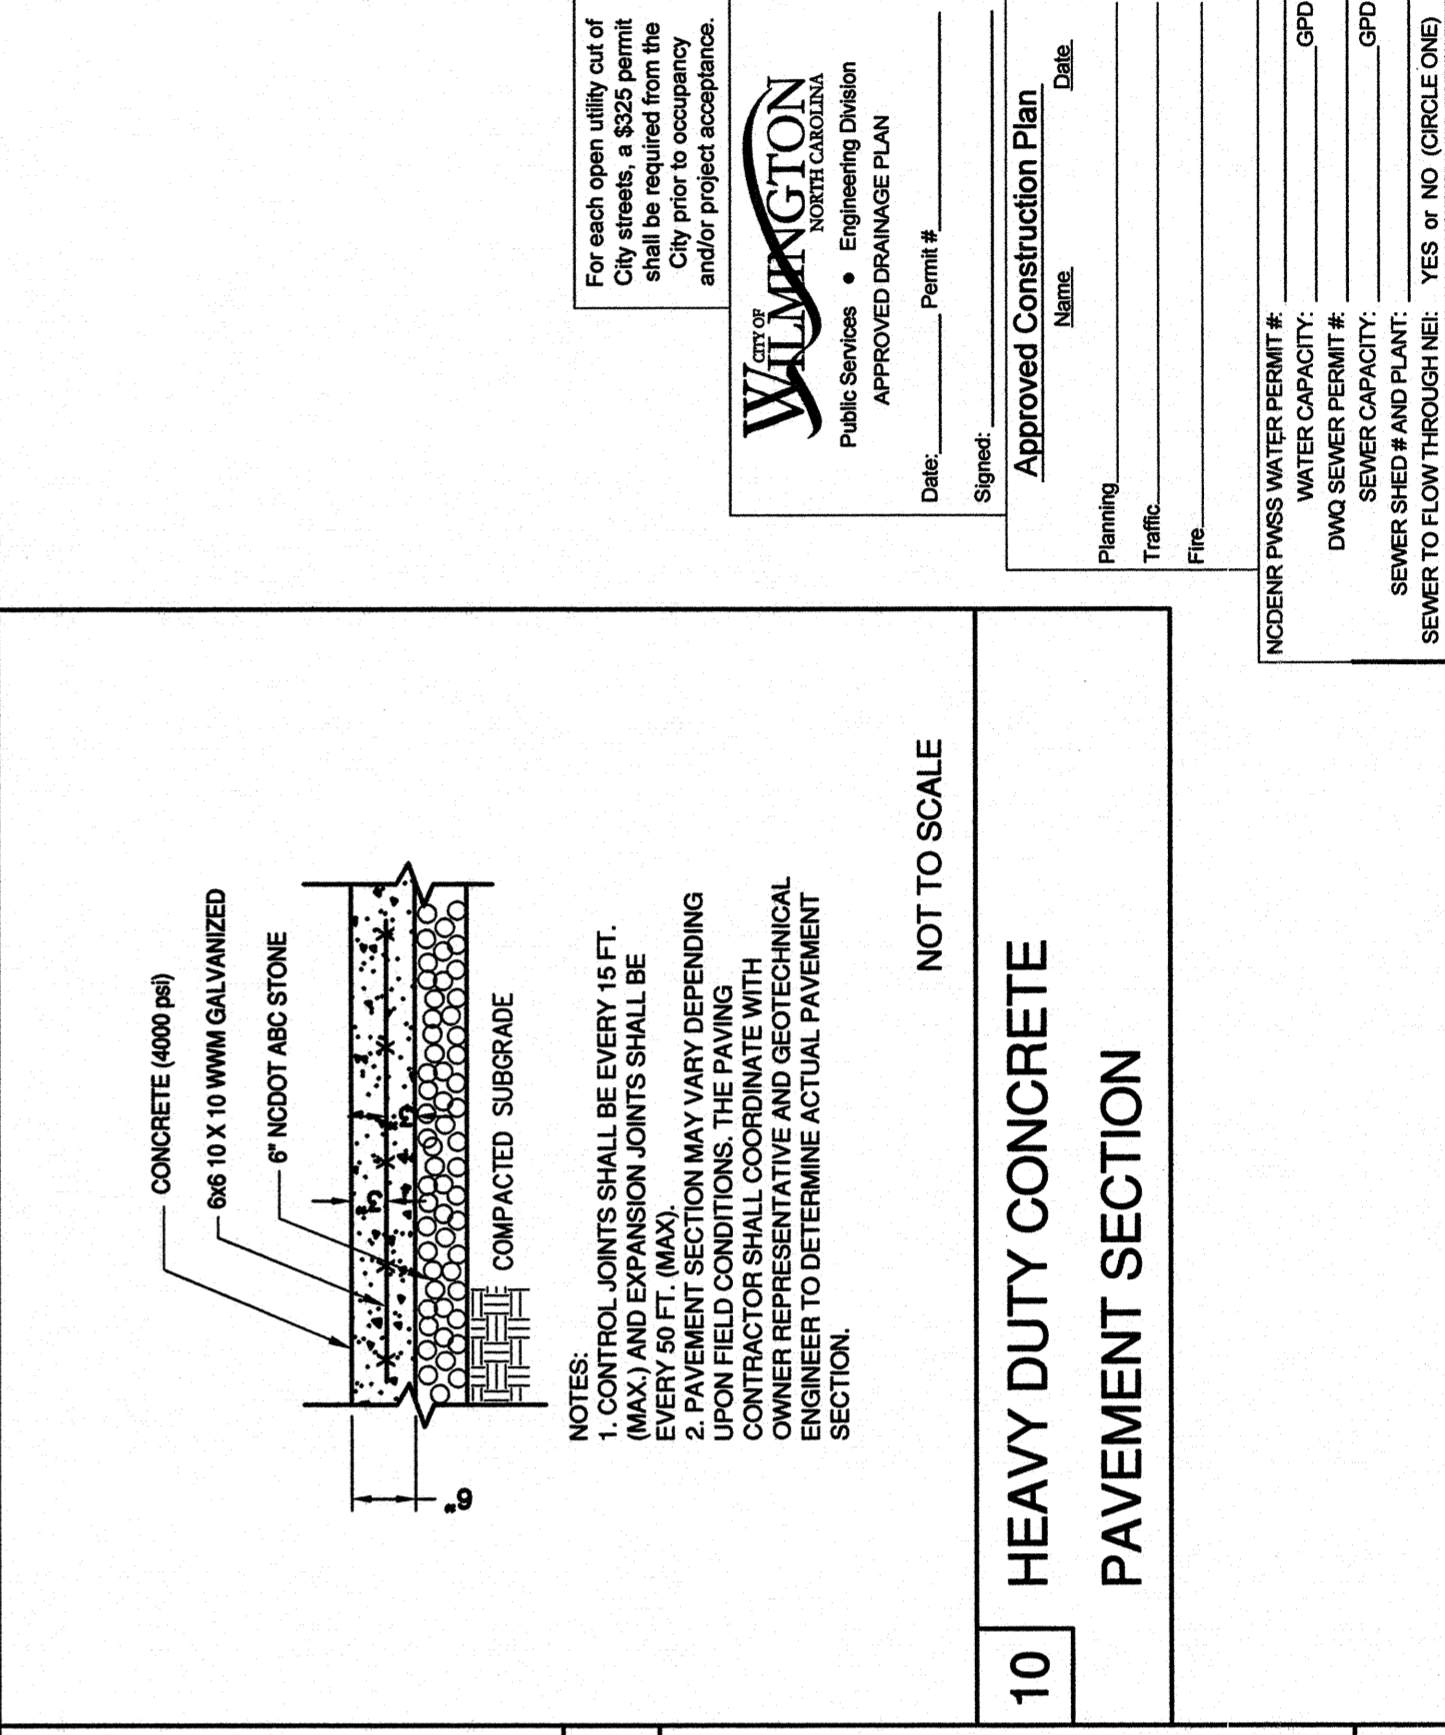 CONCRETE (4000 psi)
6x6 10 X 10 WWM GALVANIZED
6" NCDOT ABC STONE
3"
3"
6"
COMPACTED SUBGRADE
NOTES:
1. CONTROL JOINTS SHALL BE EVERY 15 FT.
(MAX.) AND EXPANSION JOINTS SHALL BE
EVERY 50 FT. (MAX).
2. PAVEMENT SECTION MAY VARY DEPENDING
UPON FIELD CONDITIONS. THE PAVING
CONTRACTOR SHALL COORDINATE WITH
OWNER REPRESENTATIVE AND GEOTECHNICAL
ENGINEER TO DETERMINE ACTUAL PAVEMENT
SECTION.
NOT TO SCALE
10 HEAVY DUTY CONCRETE
PAVEMENT SECTION
For each open utility cut of
City streets, a $325 permit
shall be required from the
City prior to occupancy
and/or project acceptance.
CITY OF
WILMINGTON
NORTH CAROLINA
Public Services • Engineering Division
APPROVED DRAINAGE PLAN
Date: Permit #
Signed:
Approved Construction Plan
Name Date
Planning
Traffic
Fire
NCDENR PWSS WATER PERMIT #:
WATER CAPACITY: GPD
DWQ SEWER PERMIT #:
SEWER CAPACITY: GPD
SEWER SHED # AND PLANT:
SEWER TO FLOW THROUGH NEI: YES or NO (CIRCLE ONE)